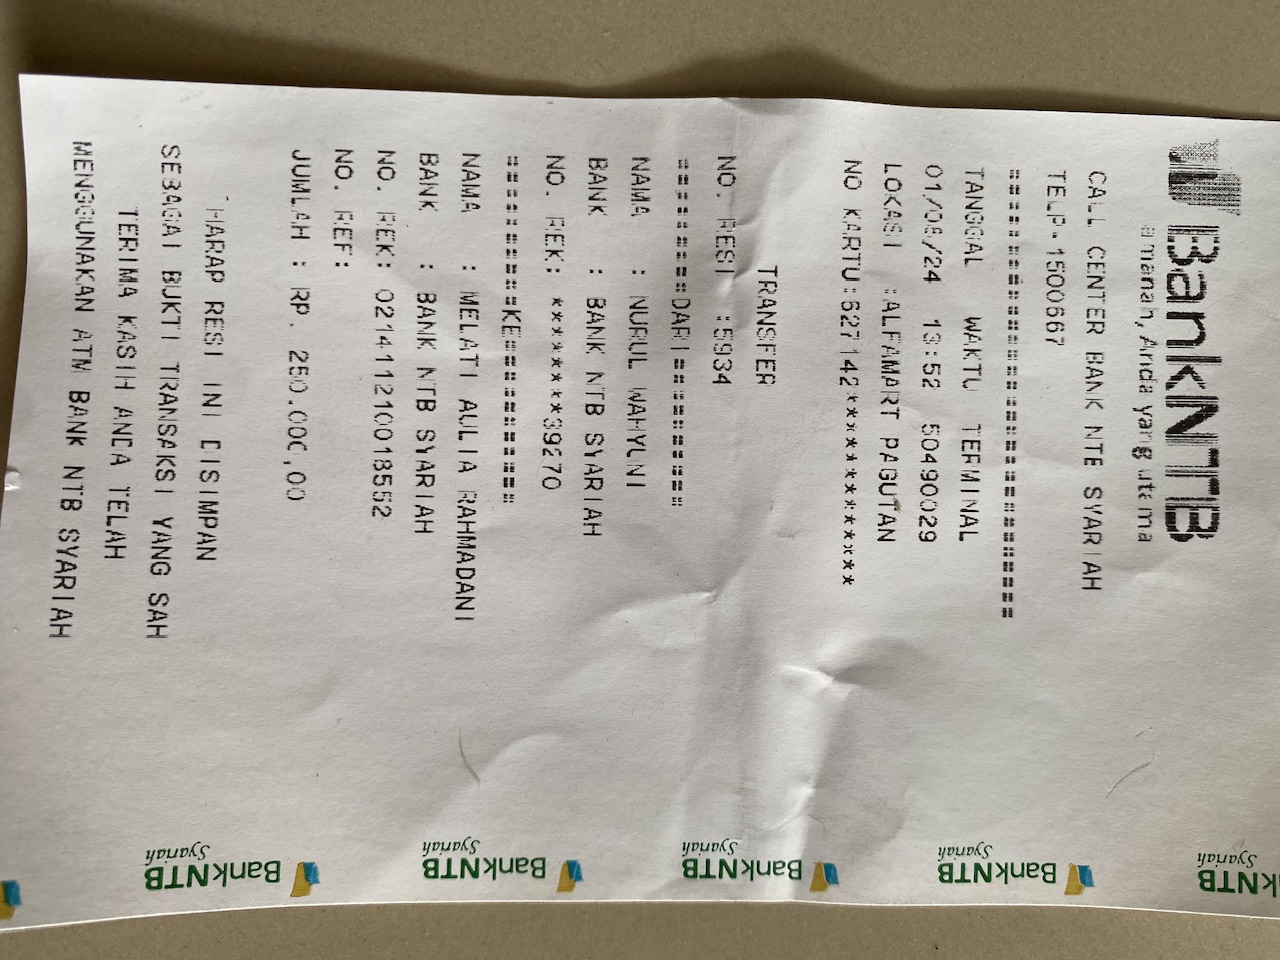 BankNTB
amanah, Anda yang utama
CALL CENTER BANK NTB SYARIAH
TELP.1500667
=============================
TANGGAL WAKTU TERMINAL
01/06/24 13:52 50490029
LOKASI :ALFAMART PAGUTAN
NO KARTU:627142*************
TRANSFER
NO. RESI :5934
==========DARI==========
NAMA : NURUL WAHYUNI
BANK : BANK NTB SYARIAH
NO. REK: *******39270
==========KE==========
NAMA : MELATI AULIA RAHMADANI
BANK : BANK NTB SYARIAH
NO. REK: 021411210018552
NO. REF:
JUMLAH : RP. 250.000,00
HARAP RESI INI DISIMPAN
SEBAGAI BUKTI TRANSAKSI YANG SAH
TERIMA KASIH ANDA TELAH
MENGGUNAKAN ATM BANK NTB SYARIAH
BankNTB
Syariah
BankNTB
Syariah
BankNTB
Syariah
BankNTB
Syariah
kNTB
Syariah